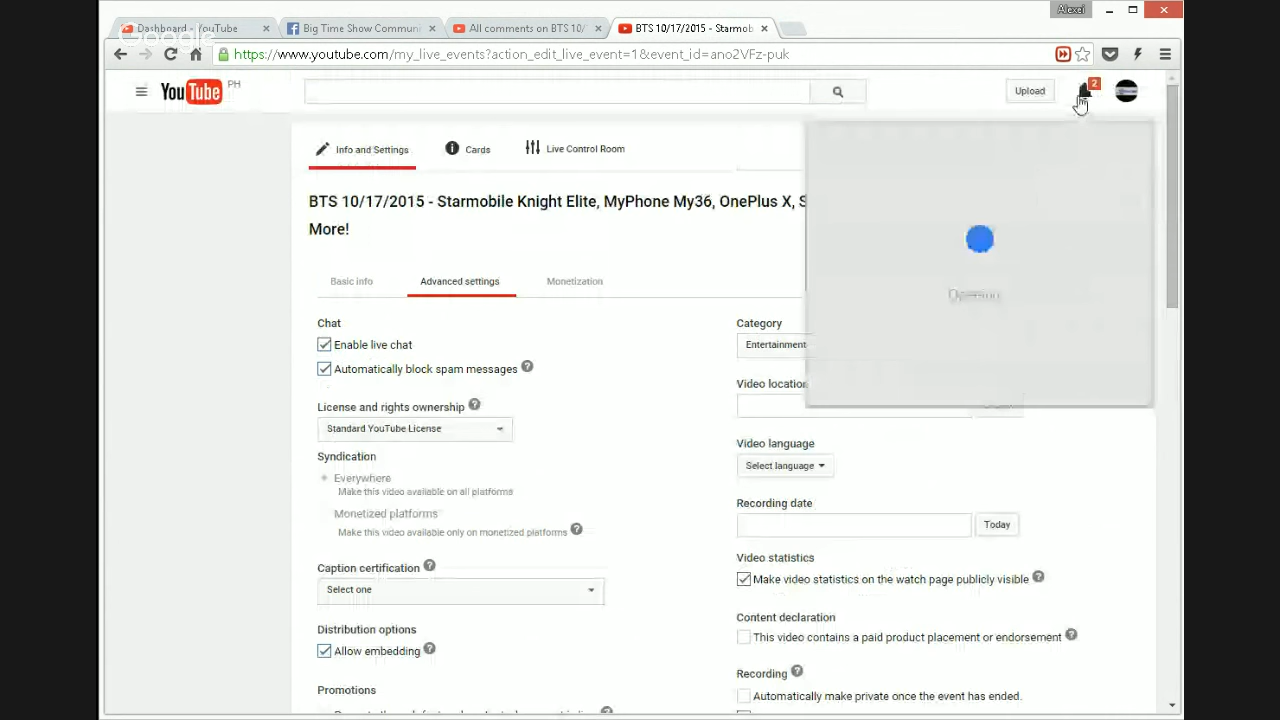 Alexel
Dashboard - YouTube
Big Time Show Commun
All comments on BTS 10/
BTS 10/17/2015 - Starmob
Google
https://www.youtube.com/my_live_events?action_edit_live_event=1&event_id=ano2VFz-puk
YouTube PH
Upload
2
Info and Settings
Cards
Live Control Room
BTS 10/17/2015 - Starmobile Knight Elite, MyPhone My36, OnePlus X, S
More!
Basic info
Advanced settings
Monetization
Chat
Enable live chat
Automatically block spam messages
License and rights ownership
Standard YouTube License
Syndication
Everywhere
Make this video available on all platforms
Monetized platforms
Make this video available only on monetized platforms
Caption certification
Select one
Distribution options
Allow embedding
Promotions
Category
Entertainment
Video location
Video language
Select language
Recording date
Today
Video statistics
Make video statistics on the watch page publicly visible
Content declaration
This video contains a paid product placement or endorsement
Recording
Automatically make private once the event has ended.